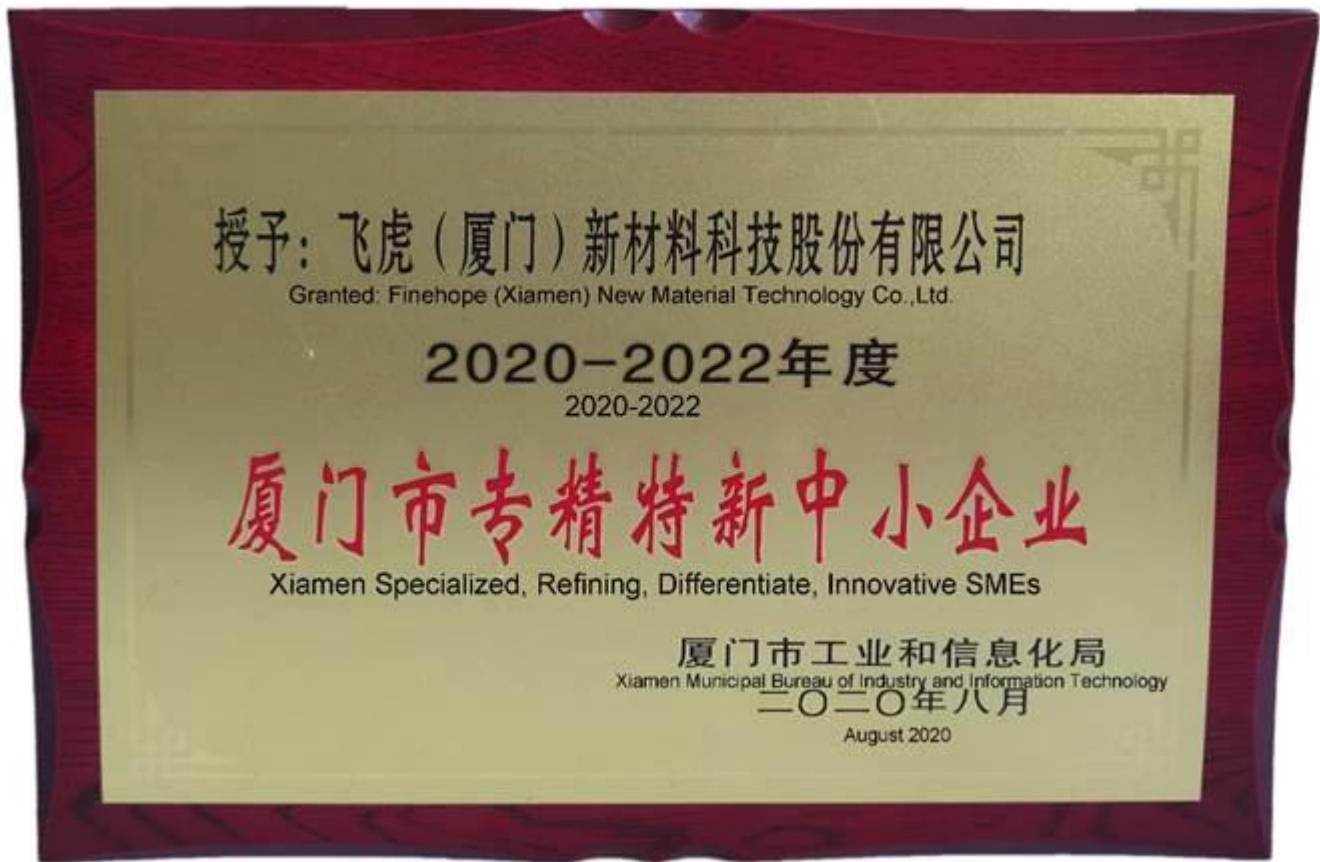 授予：飞虎（厦门）新材料科技股份有限公司
Granted: Finehope (Xiamen) New Material Technology Co.,Ltd.
2020-2022年度
2020-2022
厦门市专精特新中小企业
Xiamen Specialized, Refining, Differentiate, Innovative SMEs
厦门市工业和信息化局
Xiamen Municipal Bureau of Industry and Information Technology
二〇二〇年八月
August 2020